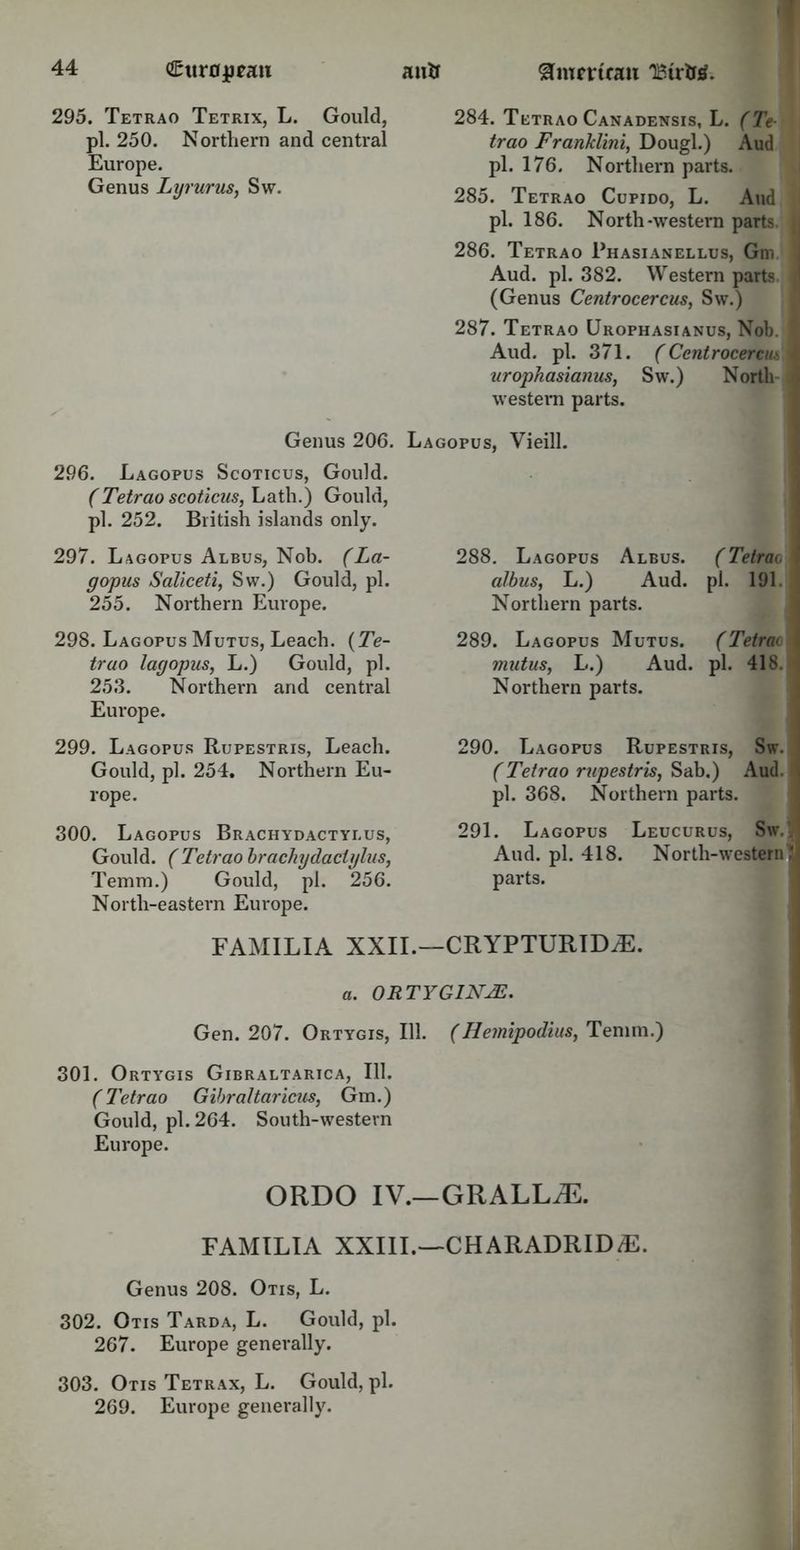 44 European and American Birds.
295. TETRAO TETRIX, L. Gould,
pl. 250. Northern and central
Europe.
Genus Lyrurus, Sw.
284. TETRAO CANADENSIS, L. (Te-
trao Franklini, Dougl.) Aud
pl. 176. Northern parts.
285. TETRAO CUPIDO, L. Aud
pl. 186. North-western parts.
286. TETRAO PHASIANELLUS, Gm.
Aud. pl. 382. Western parts.
(Genus Centrocercus, Sw.)
287. TETRAO UROPHASIANUS, Nob.
Aud. pl. 371. (Centrocercus
urophasianus, Sw.) North-
western parts.
Genus 206. LAGOPUS, Vieill.
296. LAGOPUS SCOTICUS, Gould.
(Tetrao scoticus, Lath.) Gould,
pl. 252. British islands only.
297. LAGOPUS ALBUS, Nob. (La-
gopus Saliceti, Sw.) Gould, pl.
255. Northern Europe.
298. LAGOPUS MUTUS, Leach. (Te-
trao lagopus, L.) Gould, pl.
253. Northern and central
Europe.
299. LAGOPUS RUPESTRIS, Leach.
Gould, pl. 254. Northern Eu-
rope.
300. LAGOPUS BRACHYDACTYLUS,
Gould. (Tetrao brachydactylus,
Temm.) Gould, pl. 256.
North-eastern Europe.
288. LAGOPUS ALBUS. (Tetrao
albus, L.) Aud. pl. 191.
Northern parts.
289. LAGOPUS MUTUS. (Tetrao
mutus, L.) Aud. pl. 418.
Northern parts.
290. LAGOPUS RUPESTRIS, Sw.
(Tetrao rupestris, Sab.) Aud.
pl. 368. Northern parts.
291. LAGOPUS LEUCURUS, Sw.
Aud. pl. 418. North-western
parts.
FAMILIA XXII.—CRYPTURIDÆ.
a. ORTYGINÆ.
Gen. 207. ORTYGIS, Ill. (Hemipodius, Temm.)
301. ORTYGIS GIBRALTARICA, Ill.
(Tetrao Gibraltaricus, Gm.)
Gould, pl. 264. South-western
Europe.
ORDO IV.—GRALLÆ.
FAMILIA XXIII.—CHARADRIDÆ.
Genus 208. OTIS, L.
302. OTIS TARDA, L. Gould, pl.
267. Europe generally.
303. OTIS TETRAX, L. Gould, pl.
269. Europe generally.